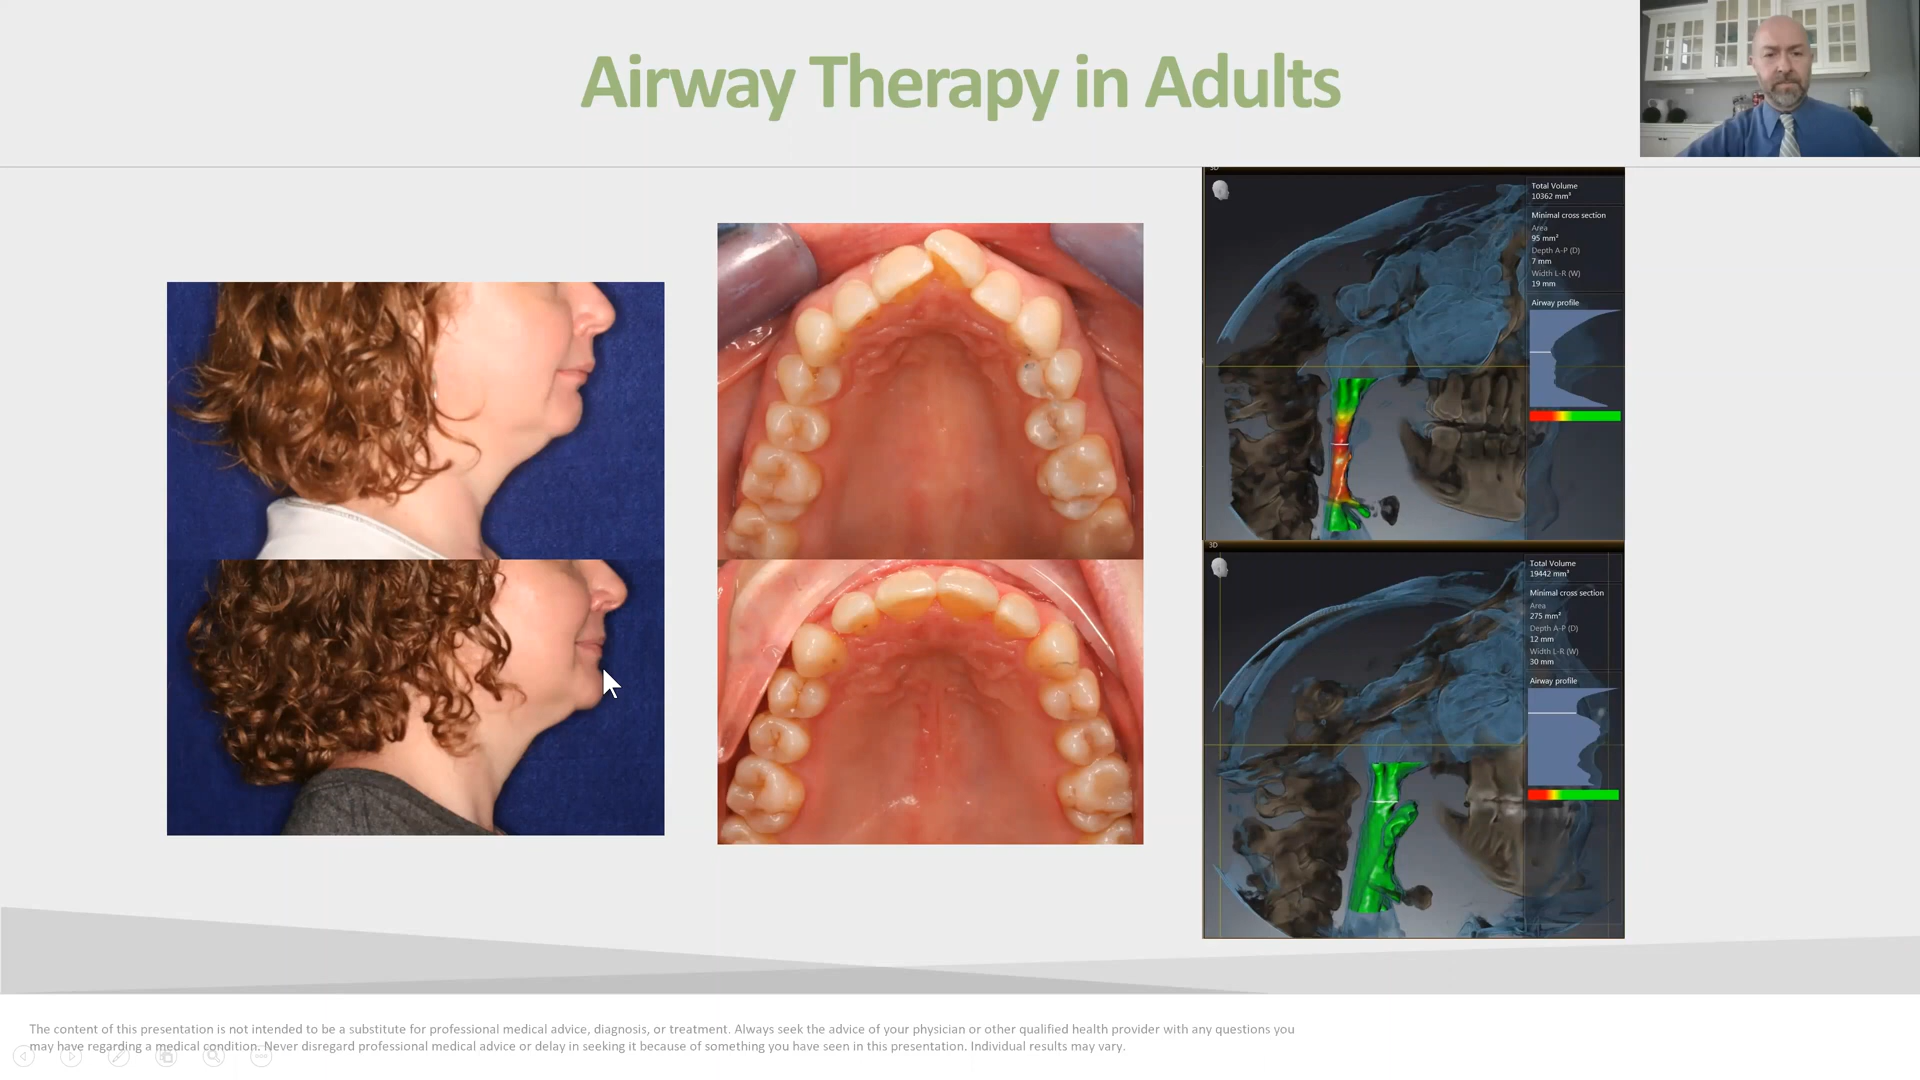 Airway Therapy in Adults
3D
Total Volume
10362 mm³
Minimal cross section
Area
95 mm²
Depth A-P (D)
7 mm
Width L-R (W)
19 mm
Airway profile
3D
Total Volume
19442 mm³
Minimal cross section
Area
275 mm²
Depth A-P (D)
12 mm
Width L-R (W)
30 mm
Airway profile
The content of this presentation is not intended to be a substitute for professional medical advice, diagnosis, or treatment. Always seek the advice of your physician or other qualified health provider with any questions you
may have regarding a medical condition. Never disregard professional medical advice or delay in seeking it because of something you have seen in this presentation. Individual results may vary.